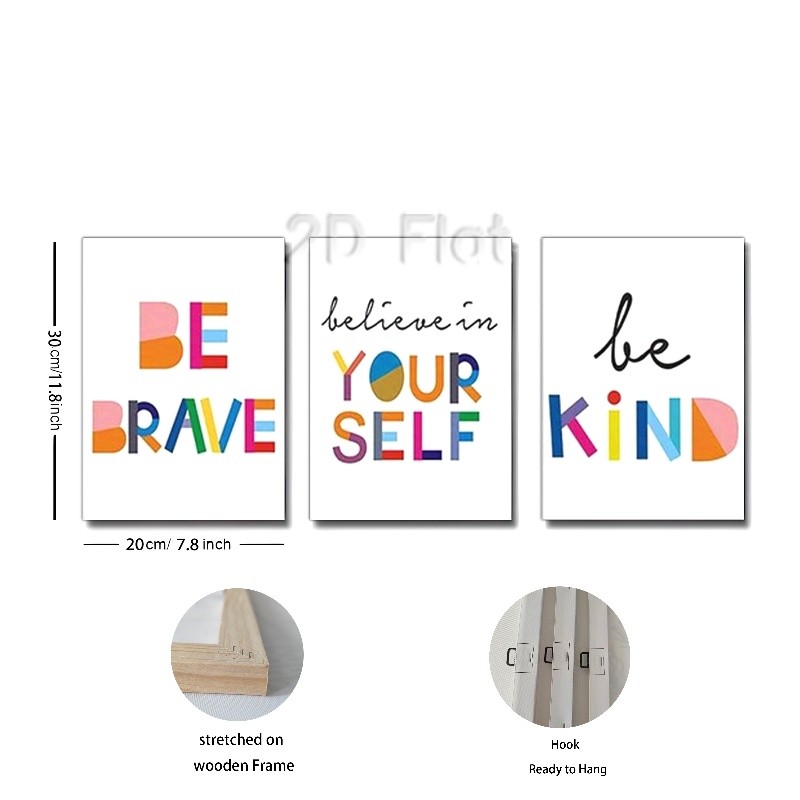 2D Flat
BE
BRAVE
believe in
YOUR
SELF
be
KiND
30cm/11.8inch
20cm/ 7.8 inch
stretched on
wooden Frame
Hook
Ready to Hang